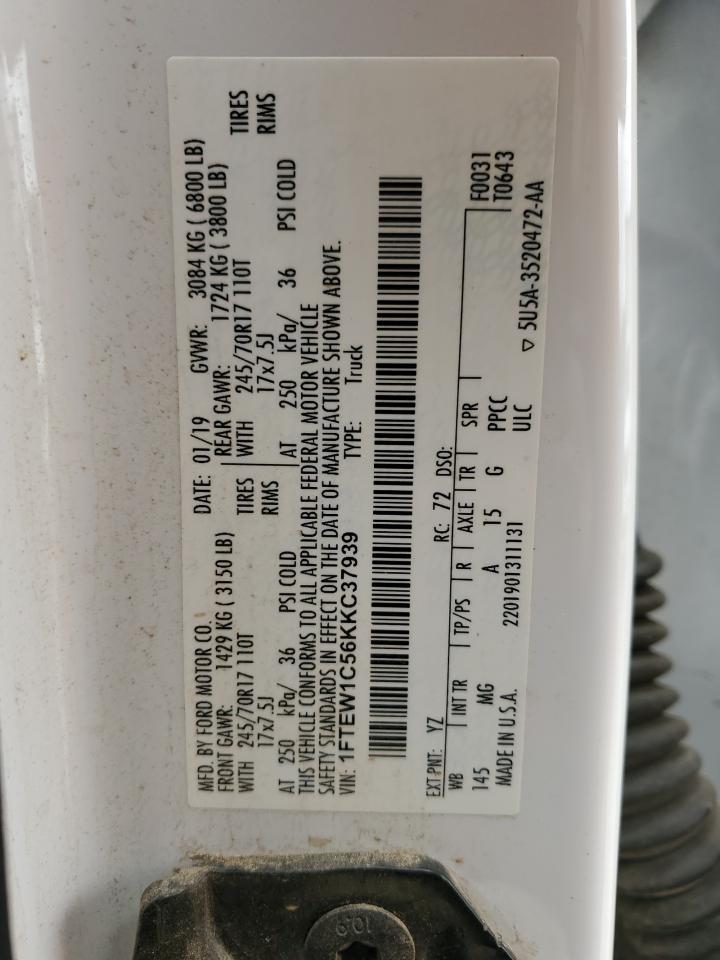 MFD. BY FORD MOTOR CO. DATE: 01/19 GVWR: 3084 KG ( 6800 LB)
FRONT GAWR: 1429 KG ( 3150 LB) REAR GAWR: 1724 KG ( 3800 LB)
WITH 245/70R17 110T TIRES WITH 245/70R17 110T TIRES
17x7.5J RIMS 17x7.5J RIMS
AT 250 kPa/ 36 PSI COLD AT 250 kPa/ 36 PSI COLD
THIS VEHICLE CONFORMS TO ALL APPLICABLE FEDERAL MOTOR VEHICLE
SAFETY STANDARDS IN EFFECT ON THE DATE OF MANUFACTURE SHOWN ABOVE.
VIN: 1FTEW1C56KKC37939 TYPE: Truck
EXT PNT: YZ RC: 72 DSO:
WB INT TR TP/PS R AXLE TR SPR F0031
145 MG A 15 G PPCC T0643
ULC
MADE IN U.S.A. 2201901311131 ▽ 5U5A-3520472-AA
10.9